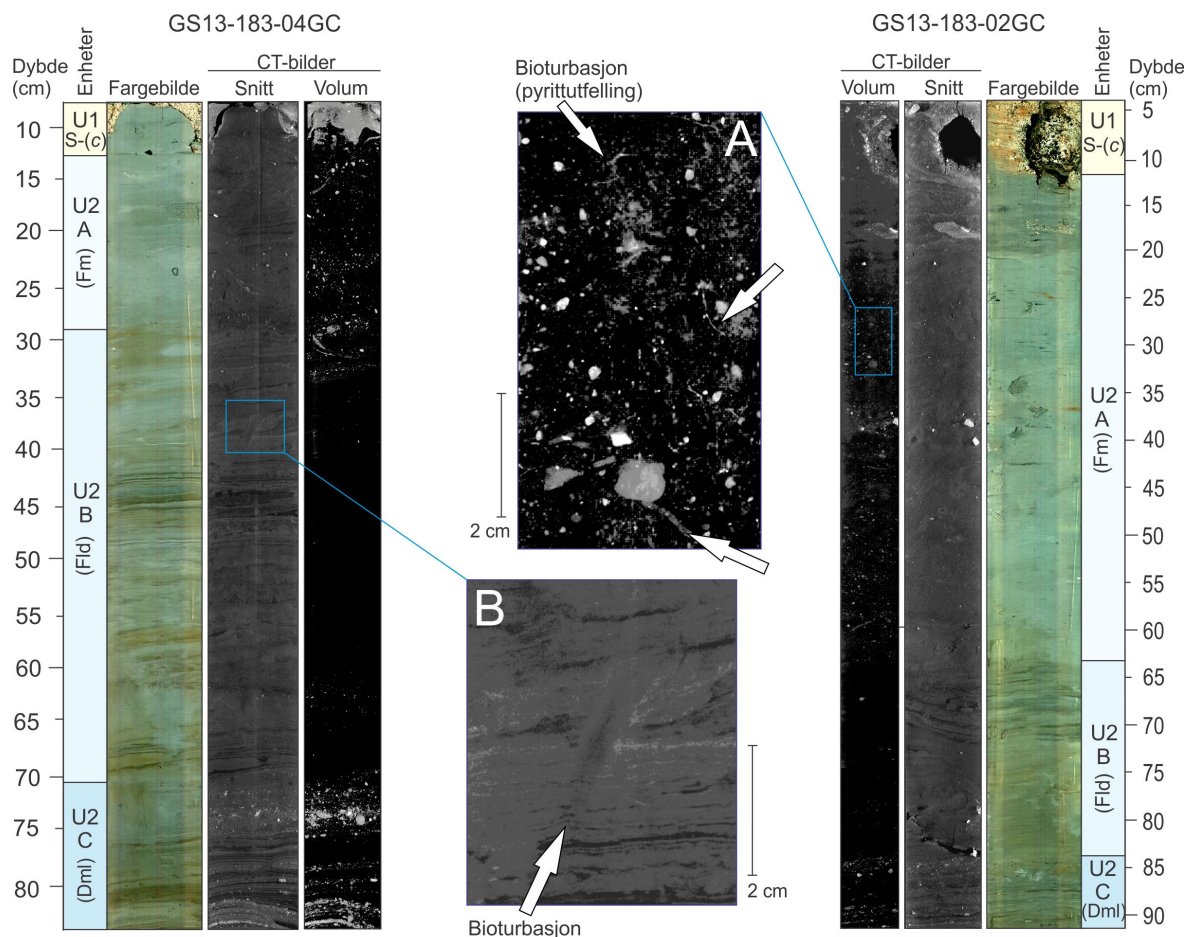 GS13-183-04GC
Dybde
(cm)
Enheter
Fargebilde
CT-bilder
Snitt
Volum
10
15
20
25
30
35
40
45
50
55
60
65
70
75
80
U1
S-(c)
U2
A
(Fm)
U2
B
(Fld)
U2
C
(Dml)
Bioturbasjon
(pyrittutfelling)
A
2 cm
B
2 cm
Bioturbasjon
GS13-183-02GC
CT-bilder
Volum
Snitt
Fargebilde
Enheter
Dybde
(cm)
U1
S-(c)
U2
A
(Fm)
U2
B
(Fld)
U2
C
(Dml)
5
10
15
20
25
30
35
40
45
50
55
60
65
70
75
80
85
90